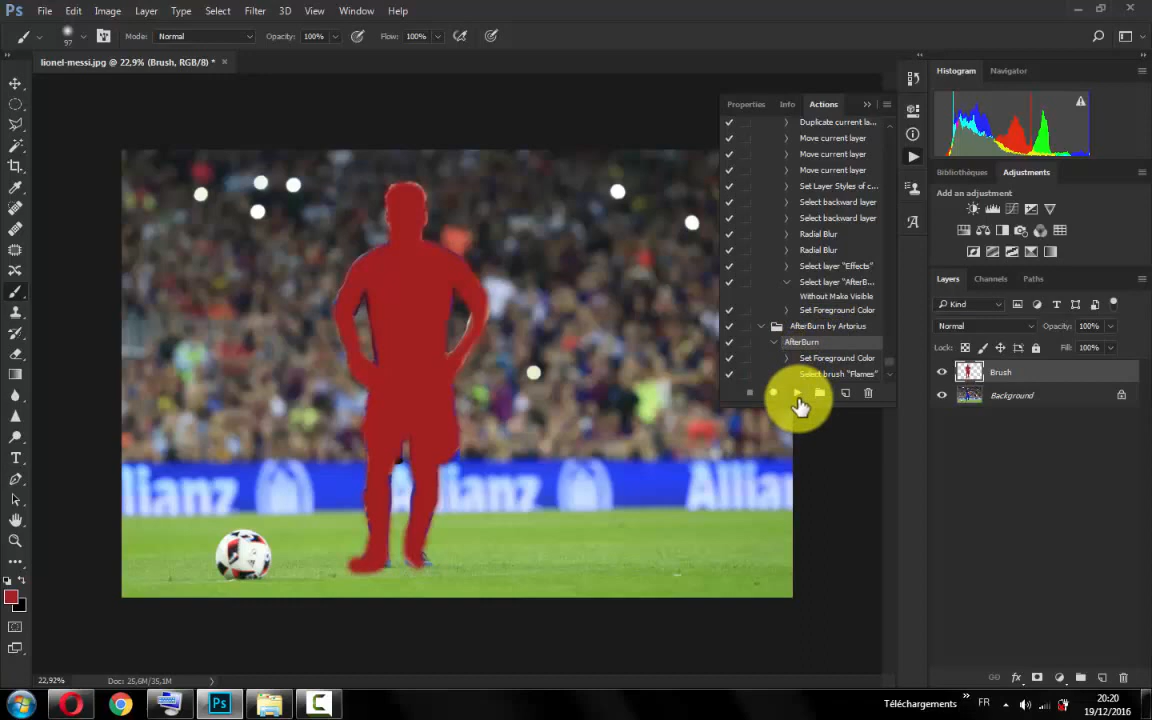 Ps File Edit Image Layer Type Select Filter 3D View Window Help
97 Mode: Normal Opacity: 100% Flow: 100%
lionel-messi.jpg @ 22,9% (Brush, RGB/8) * ×
Histogram Navigator
Properties Info Actions
Duplicate current la...
Move current layer
Move current layer
Move current layer
Set Layer Styles of c...
Select backward layer
Select backward layer
Radial Blur
Radial Blur
Select layer "Effects"
Select layer "AfterB...
Without Make Visible
Set Foreground Color
AfterBurn by Artorius
AfterBurn
Set Foreground Color
Select brush "Flames"
Bibliothèques Adjustments
Add an adjustment
Layers Channels Paths
Kind
Normal Opacity: 100%
Lock: Fill: 100%
Brush
Background
Allianz
22,92% Doc: 25,6M/35,1M
fx
Ps
Téléchargements » FR
20:20
19/12/2016